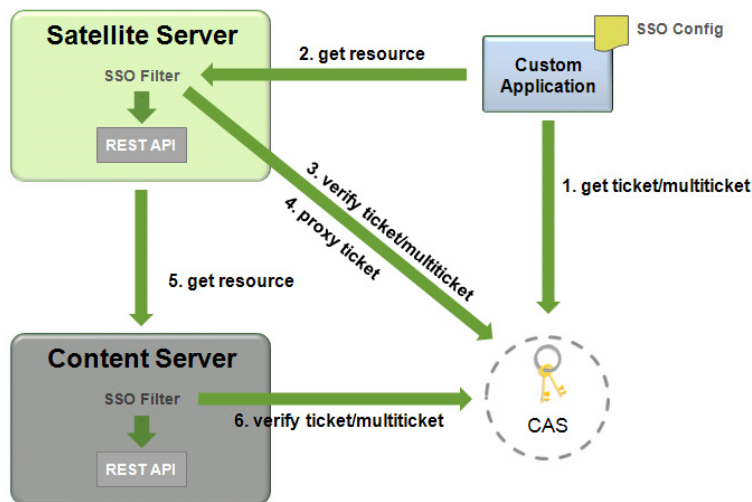 Satellite Server
SSO Filter
REST API
2. get resource
SSO Config
Custom
Application
1. get ticket/multiticket
3. verify ticket/multiticket
4. proxy ticket
5. get resource
Content Server
SSO Filter
REST API
6. verify ticket/multiticket
CAS